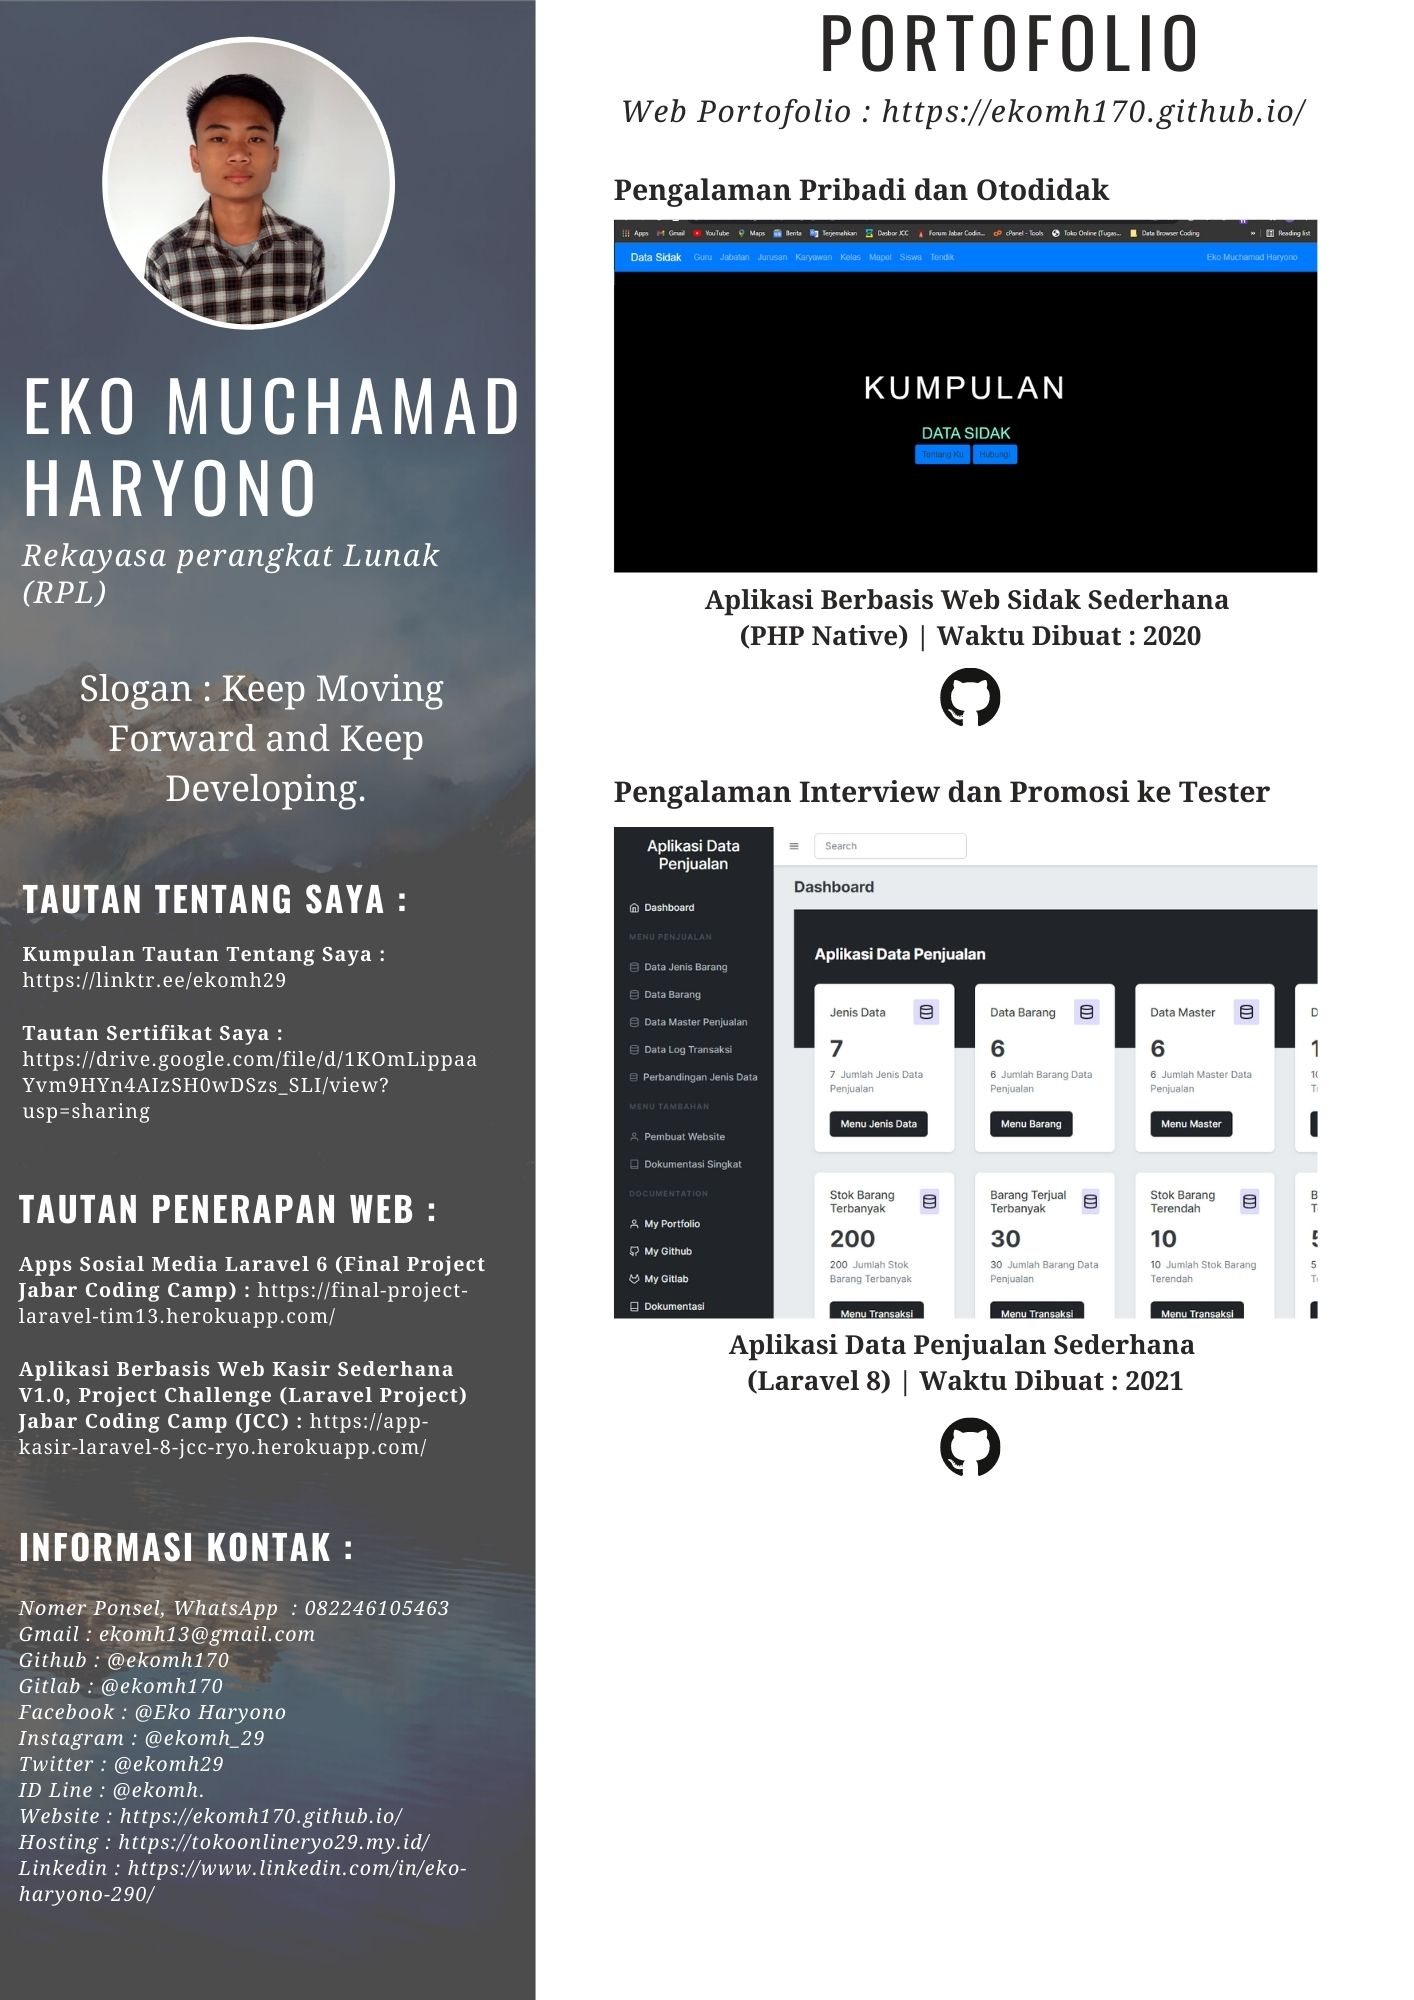 EKO MUCHAMAD
HARYONO
Rekayasa perangkat Lunak
(RPL)
Slogan : Keep Moving
Forward and Keep
Developing.
TAUTAN TENTANG SAYA :
Kumpulan Tautan Tentang Saya :
https://linktr.ee/ekomh29
Tautan Sertifikat Saya :
https://drive.google.com/file/d/1KOmLippaa
Yvm9HYn4AIzSH0wDSzs_SLI/view?
usp=sharing
TAUTAN PENERAPAN WEB :
Apps Sosial Media Laravel 6 (Final Project
Jabar Coding Camp) : https://final-project-
laravel-tim13.herokuapp.com/
Aplikasi Berbasis Web Kasir Sederhana
V1.0, Project Challenge (Laravel Project)
Jabar Coding Camp (JCC) : https://app-
kasir-laravel-8-jcc-ryo.herokuapp.com/
INFORMASI KONTAK :
Nomer Ponsel, WhatsApp : 082246105463
Gmail : ekomh13@gmail.com
Github : @ekomh170
Gitlab : @ekomh170
Facebook : @Eko Haryono
Instagram : @ekomh_29
Twitter : @ekomh29
ID Line : @ekomh.
Website : https://ekomh170.github.io/
Hosting : https://tokoonlineryo29.my.id/
Linkedin : https://www.linkedin.com/in/eko-
haryono-290/
PORTOFOLIO
Web Portofolio : https://ekomh170.github.io/
Pengalaman Pribadi dan Otodidak
Apps Gmail YouTube Maps Berita Terjemahkan Dasbor JCC Forum Jabar Codin... cPanel - Tools Toko Online (Tugas... Data Browser Coding » Reading list
Data Sidak Guru Jabatan Jurusan Karyawan Kelas Mapel Siswa Tendik Eko Muchamad Haryono
KUMPULAN
DATA SIDAK
Tentang Ku Hubungi
Aplikasi Berbasis Web Sidak Sederhana
(PHP Native) | Waktu Dibuat : 2020
Pengalaman Interview dan Promosi ke Tester
Aplikasi Data
Penjualan
Dashboard
MENU PENJUALAN
Data Jenis Barang
Data Barang
Data Master Penjualan
Data Log Transaksi
Perbandingan Jenis Data
MENU TAMBAHAN
Pembuat Website
Dokumentasi Singkat
DOCUMENTATION
My Portfolio
My Github
My Gitlab
Dokumentasi
Search
Dashboard
Aplikasi Data Penjualan
Jenis Data
7
7 Jumlah Jenis Data
Penjualan
Menu Jenis Data
Data Barang
6
6 Jumlah Barang Data
Penjualan
Menu Barang
Data Master
6
6 Jumlah Master Data
Penjualan
Menu Master
Stok Barang
Terbanyak
200
200 Jumlah Stok
Barang Terbanyak
Menu Transaksi
Barang Terjual
Terbanyak
30
30 Jumlah Barang Data
Penjualan
Menu Transaksi
Stok Barang
Terendah
10
10 Jumlah Stok Barang
Terendah
Menu Transaksi
Aplikasi Data Penjualan Sederhana
(Laravel 8) | Waktu Dibuat : 2021